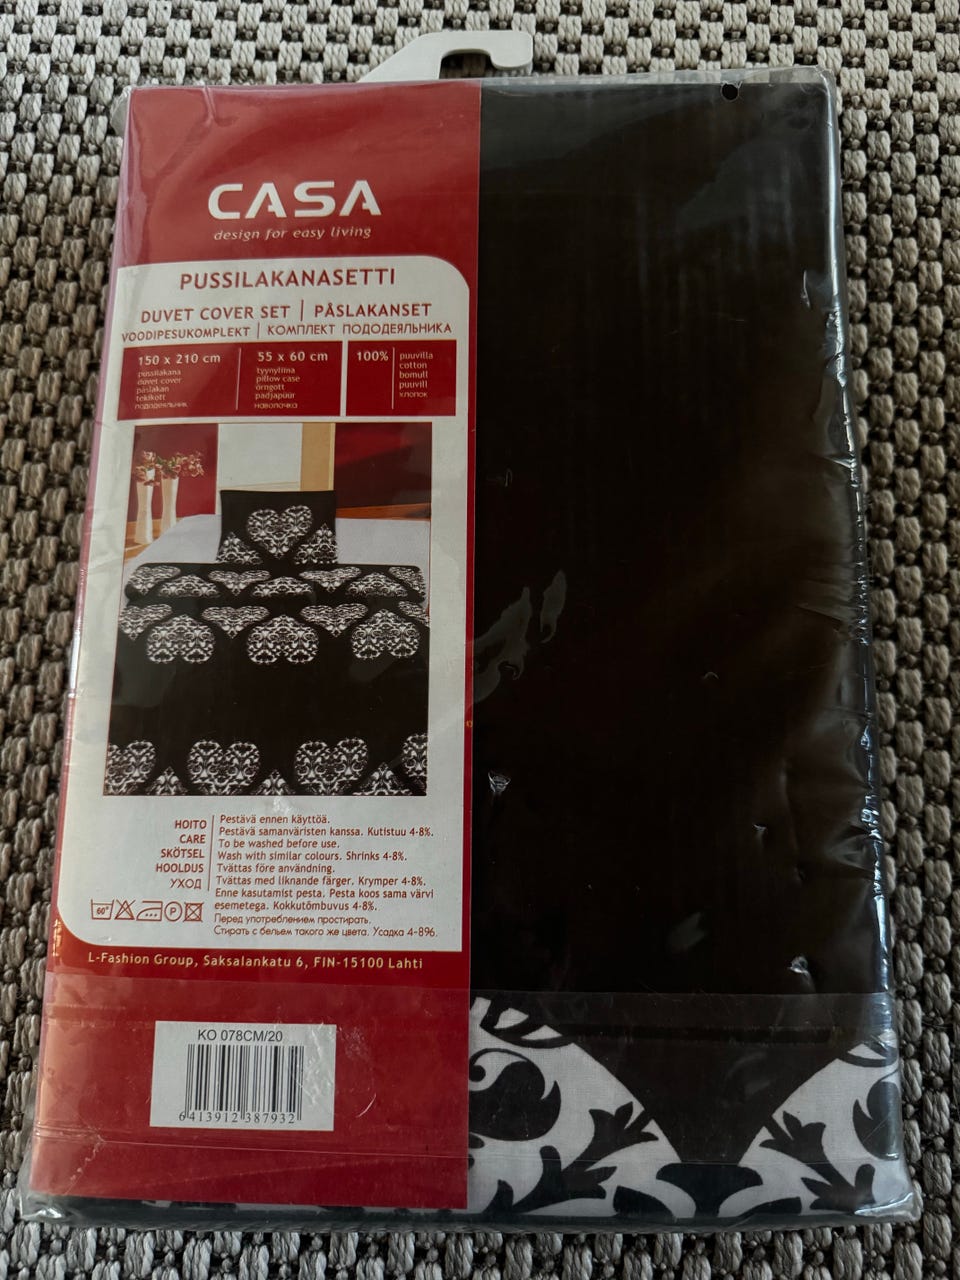 CASA
design for easy living
PUSSILAKANASETTI
DUVET COVER SET | PÅSLAKANSET
VOODIPESUKOMPLEKT | КОМПЛЕКТ ПОДОДЕЯЛЬНИКА
150 x 210 cm
pussilakana
duvet cover
påslakan
tekikott
пододеяльник
55 x 60 cm
tyynyliina
pillow case
örngott
padjapüür
наволочка
100%
puuvilla
cotton
bomull
puuvill
хлопок
HOITO
CARE
SKÖTSEL
HOOLDUS
УХОД
Pestävä ennen käyttöä.
Pestävä samanväristen kanssa. Kutistuu 4-8%.
To be washed before use.
Wash with similar colours. Shrinks 4-8%.
Tvättas före användning.
Tvättas med liknande färger. Krymper 4-8%.
Enne kasutamist pesta. Pesta koos sama värvi
esemetega. Kokkutõmbuvus 4-8%.
Перед употреблением простирать.
Стирать с бельем такого же цвета. Усадка 4-896.
60°
P
L-Fashion Group, Saksalankatu 6, FIN-15100 Lahti
KO 078CM/20
6 413912 387932